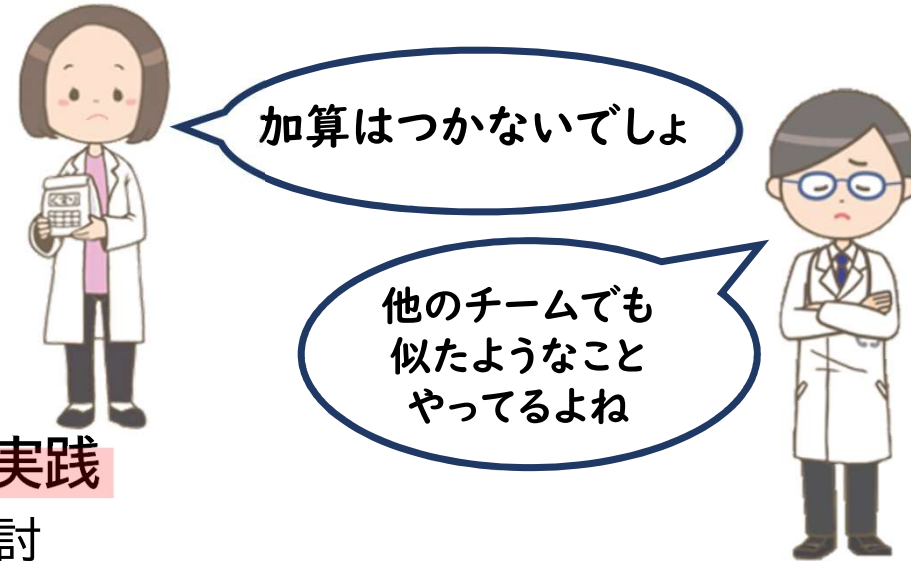 加算はつかないでしょ
他のチームでも
似たようなこと
やってるよね
実践
討